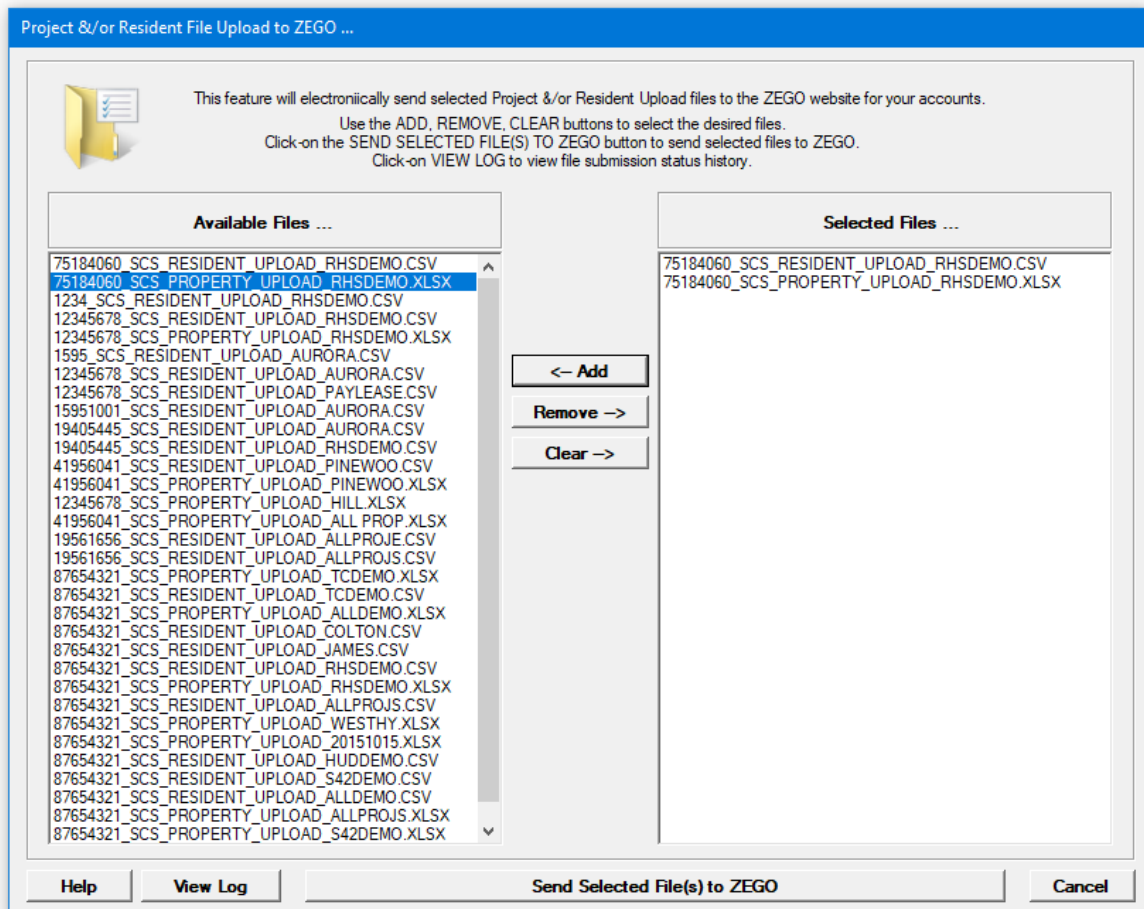 Project &/or Resident File Upload to ZEGO ...
This feature will electroniically send selected Project &/or Resident Upload files to the ZEGO website for your accounts.
Use the ADD, REMOVE, CLEAR buttons to select the desired files.
Click-on the SEND SELECTED FILE(S) TO ZEGO button to send selected files to ZEGO.
Click-on VIEW LOG to view file submission status history.
Available Files ...
75184060_SCS_RESIDENT_UPLOAD_RHSDEMO.CSV
75184060_SCS_PROPERTY_UPLOAD_RHSDEMO.XLSX
1234_SCS_RESIDENT_UPLOAD_RHSDEMO.CSV
12345678_SCS_RESIDENT_UPLOAD_RHSDEMO.CSV
12345678_SCS_PROPERTY_UPLOAD_RHSDEMO.XLSX
1595_SCS_RESIDENT_UPLOAD_AURORA.CSV
12345678_SCS_RESIDENT_UPLOAD_AURORA.CSV
12345678_SCS_RESIDENT_UPLOAD_PAYLEASE.CSV
15951001_SCS_RESIDENT_UPLOAD_AURORA.CSV
19405445_SCS_RESIDENT_UPLOAD_AURORA.CSV
19405445_SCS_RESIDENT_UPLOAD_RHSDEMO.CSV
41956041_SCS_RESIDENT_UPLOAD_PINEWOO.CSV
41956041_SCS_PROPERTY_UPLOAD_PINEWOO.XLSX
12345678_SCS_PROPERTY_UPLOAD_HILL.XLSX
41956041_SCS_PROPERTY_UPLOAD_ALL PROP.XLSX
19561656_SCS_RESIDENT_UPLOAD_ALLPROJE.CSV
19561656_SCS_RESIDENT_UPLOAD_ALLPROJS.CSV
87654321_SCS_PROPERTY_UPLOAD_TCDEMO.XLSX
87654321_SCS_RESIDENT_UPLOAD_TCDEMO.CSV
87654321_SCS_PROPERTY_UPLOAD_ALLDEMO.XLSX
87654321_SCS_RESIDENT_UPLOAD_COLTON.CSV
87654321_SCS_RESIDENT_UPLOAD_JAMES.CSV
87654321_SCS_RESIDENT_UPLOAD_RHSDEMO.CSV
87654321_SCS_PROPERTY_UPLOAD_RHSDEMO.XLSX
87654321_SCS_RESIDENT_UPLOAD_ALLPROJS.CSV
87654321_SCS_PROPERTY_UPLOAD_WESTHY.XLSX
87654321_SCS_PROPERTY_UPLOAD_20151015.XLSX
87654321_SCS_RESIDENT_UPLOAD_HUDDEMO.CSV
87654321_SCS_RESIDENT_UPLOAD_S42DEMO.CSV
87654321_SCS_RESIDENT_UPLOAD_ALLDEMO.CSV
87654321_SCS_PROPERTY_UPLOAD_ALLPROJS.XLSX
87654321_SCS_PROPERTY_UPLOAD_S42DEMO.XLSX
<-- Add
Remove -->
Clear -->
Selected Files ...
75184060_SCS_RESIDENT_UPLOAD_RHSDEMO.CSV
75184060_SCS_PROPERTY_UPLOAD_RHSDEMO.XLSX
Help
View Log
Send Selected File(s) to ZEGO
Cancel